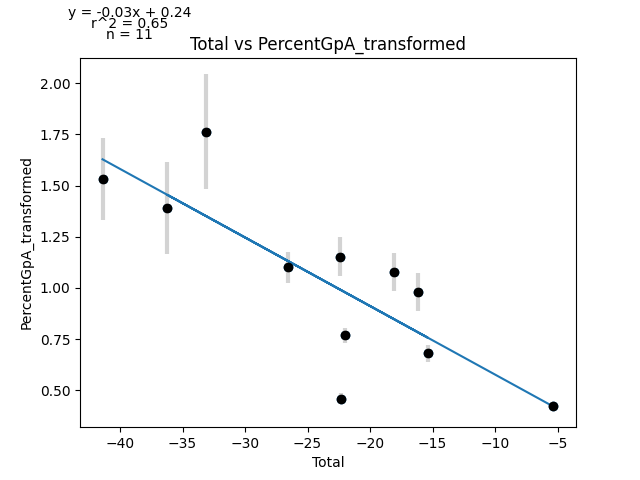 y = -0.03x + 0.24
r^2 = 0.65
n = 11
Total vs PercentGpA_transformed
PercentGpA_transformed
2.00
1.75
1.50
1.25
1.00
0.75
0.50
−40
−35
−30
−25
−20
−15
−10
−5
Total